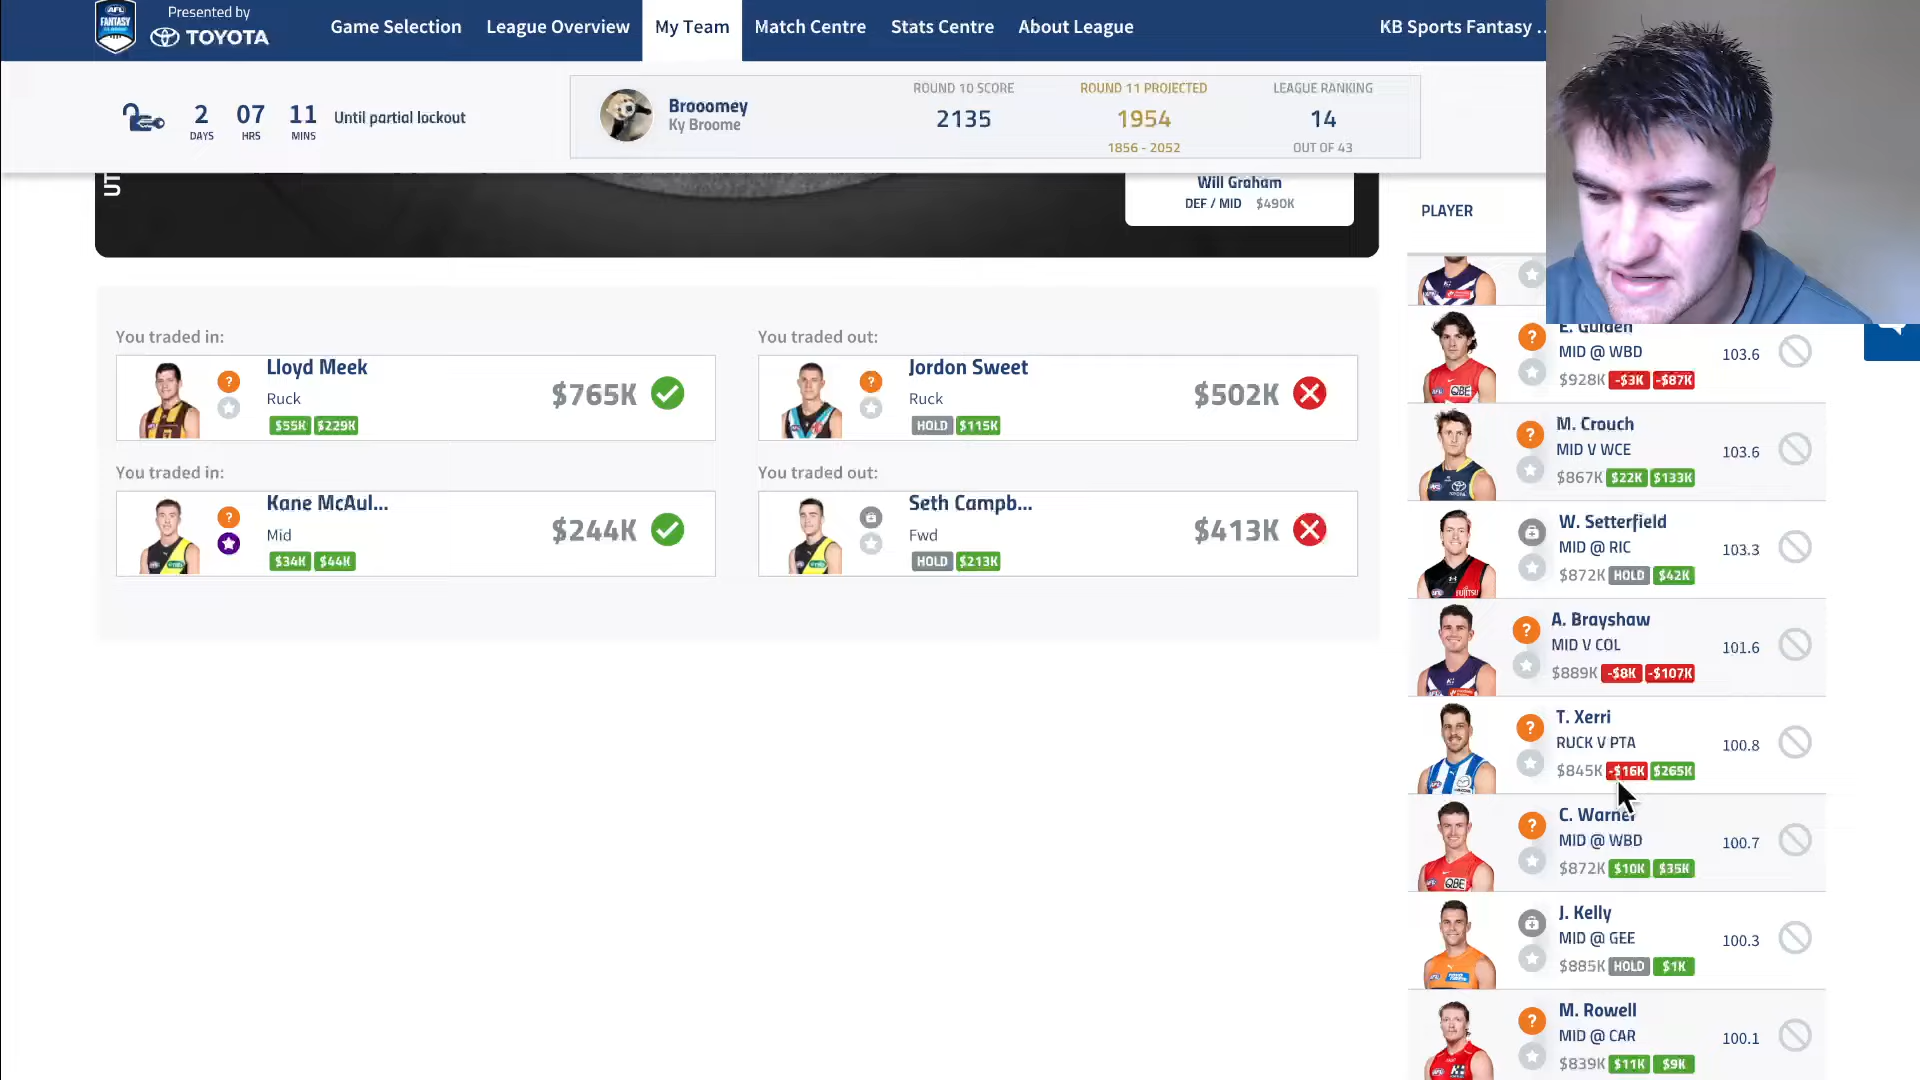 AFL
FANTASY
CLASSIC
Presented by
TOYOTA
Game Selection
League Overview
My Team
Match Centre
Stats Centre
About League
KB Sports Fantasy ..
2 07 11
DAYS HRS MINS
Until partial lockout
Brooomey
Ky Broome
ROUND 10 SCORE
2135
ROUND 11 PROJECTED
1954
1856 - 2052
LEAGUE RANKING
14
OUT OF 43
UT
Will Graham
DEF / MID $490K
You traded in:
Lloyd Meek
Ruck
$55K $229K
$765K
You traded out:
Jordon Sweet
Ruck
HOLD $115K
$502K
You traded in:
Kane McAul...
Mid
$34K $44K
$244K
You traded out:
Seth Campb...
Fwd
HOLD $213K
$413K
PLAYER
E. Gulden
MID @ WBD
$928K -$3K -$87K
103.6
M. Crouch
MID V WCE
$867K $22K $133K
103.6
W. Setterfield
MID @ RIC
$872K HOLD $42K
103.3
A. Brayshaw
MID V COL
$889K -$8K -$107K
101.6
T. Xerri
RUCK V PTA
$845K -$16K $265K
100.8
C. Warner
MID @ WBD
$872K $10K $35K
100.7
J. Kelly
MID @ GEE
$885K HOLD $1K
100.3
M. Rowell
MID @ CAR
$839K $11K $9K
100.1